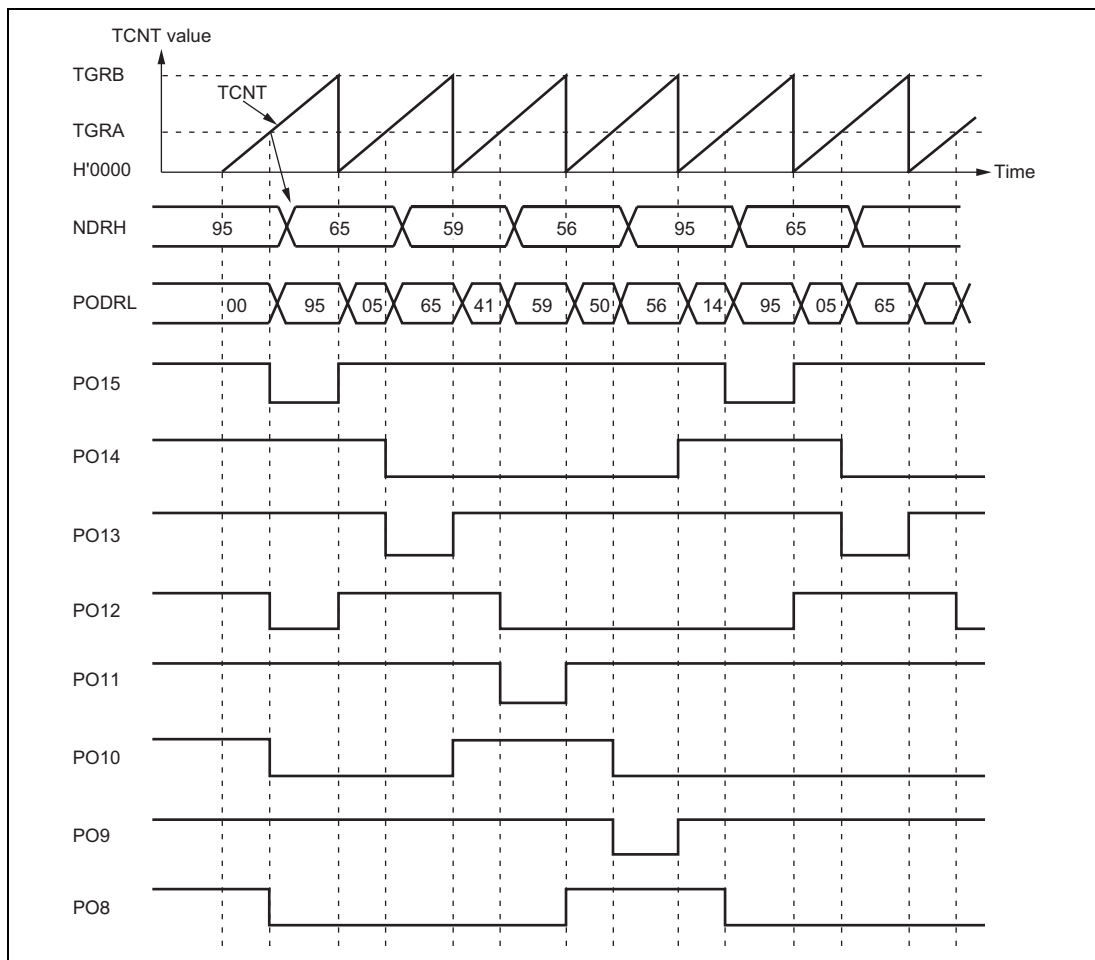 TCNT value
TGRB
TCNT
TGRA
H'0000
Time
NDRH 95 65 59 56 95 65
PODRL 00 95 05 65 41 59 50 56 14 95 05 65
PO15
PO14
PO13
PO12
PO11
PO10
PO9
PO8